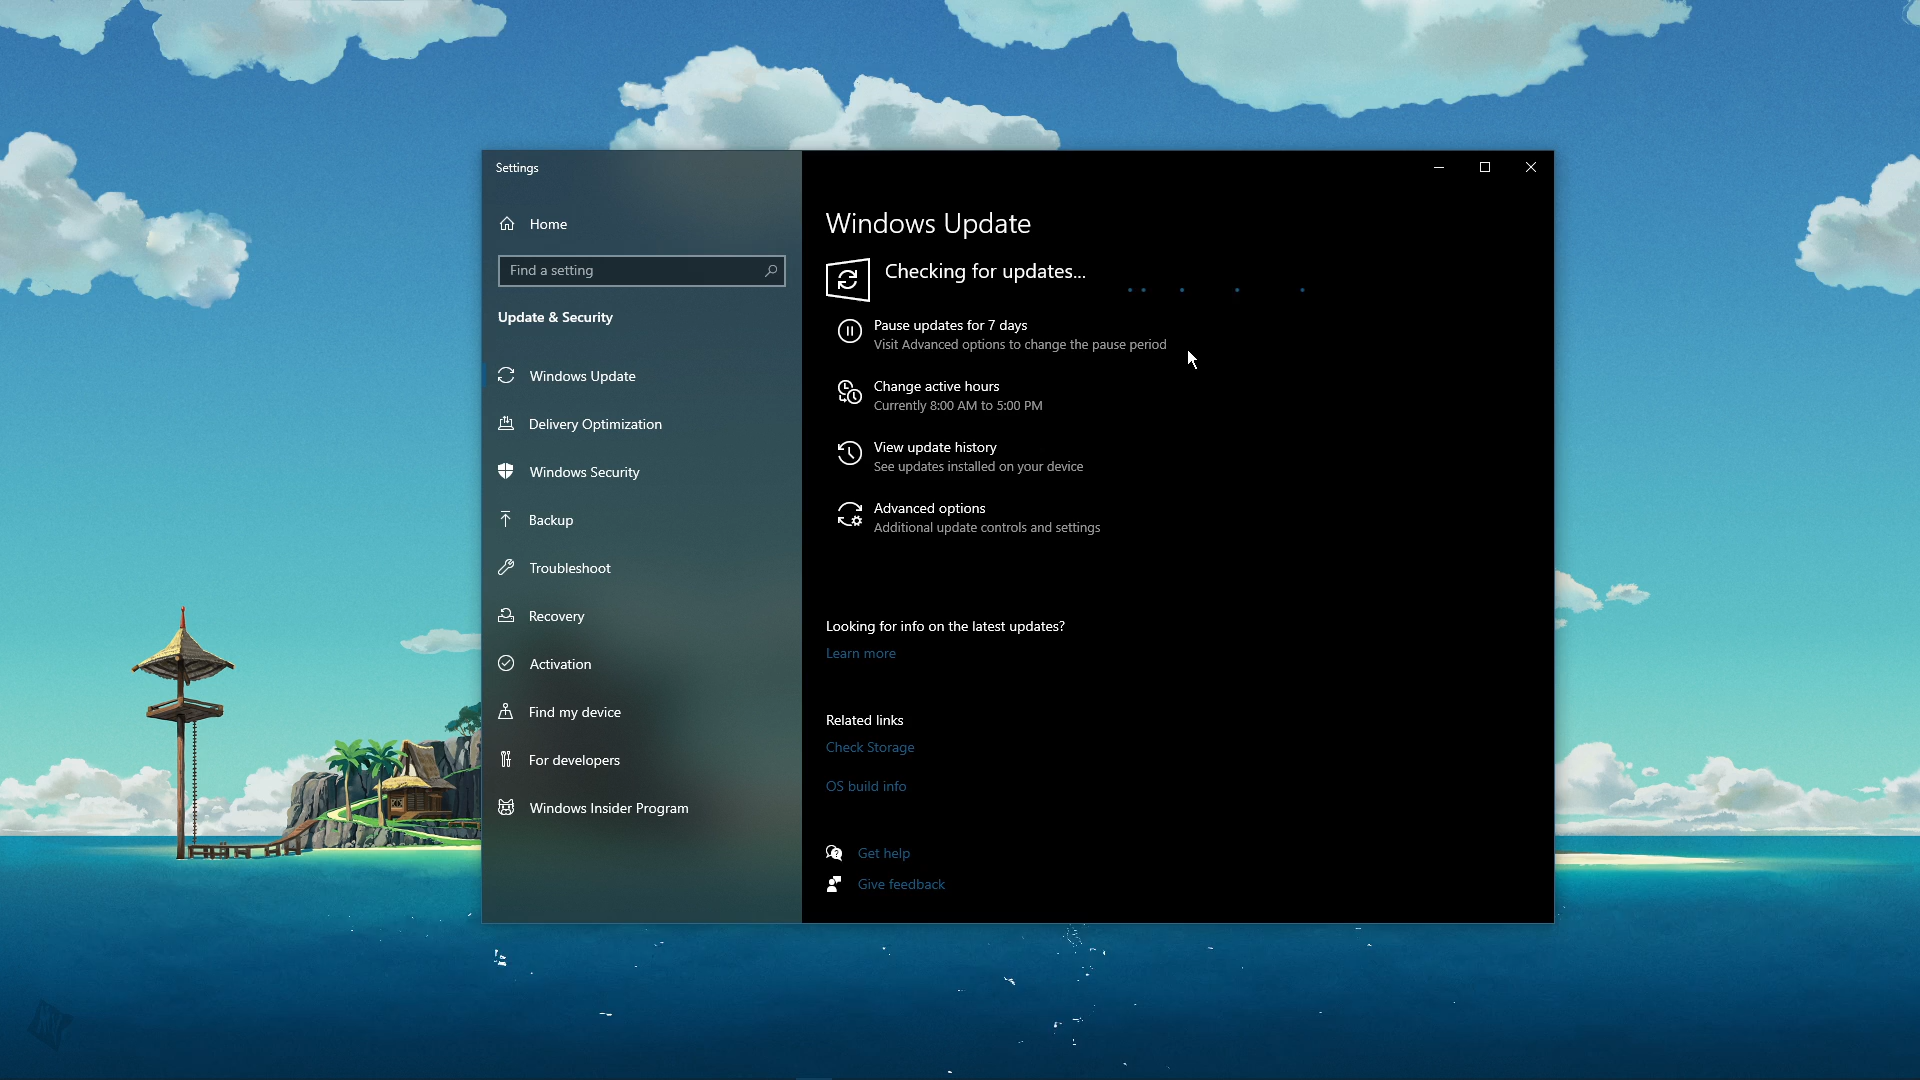 Settings
Home
Find a setting
Update & Security
Windows Update
Delivery Optimization
Windows Security
Backup
Troubleshoot
Recovery
Activation
Find my device
For developers
Windows Insider Program
Windows Update
Checking for updates...
Pause updates for 7 days
Visit Advanced options to change the pause period
Change active hours
Currently 8:00 AM to 5:00 PM
View update history
See updates installed on your device
Advanced options
Additional update controls and settings
Looking for info on the latest updates?
Learn more
Related links
Check Storage
OS build info
Get help
Give feedback